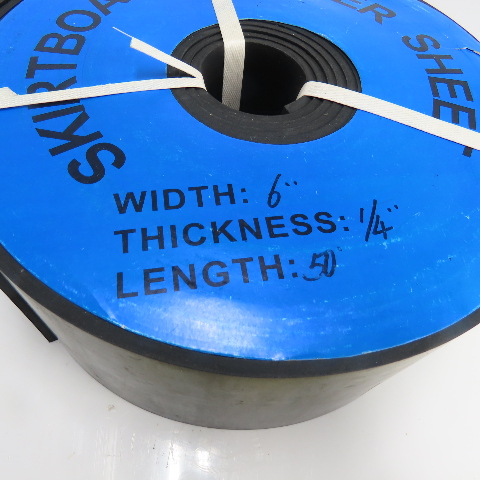 SKIRTBOA ER SHEE
WIDTH: 6"
THICKNESS: 1/4"
LENGTH: 50'